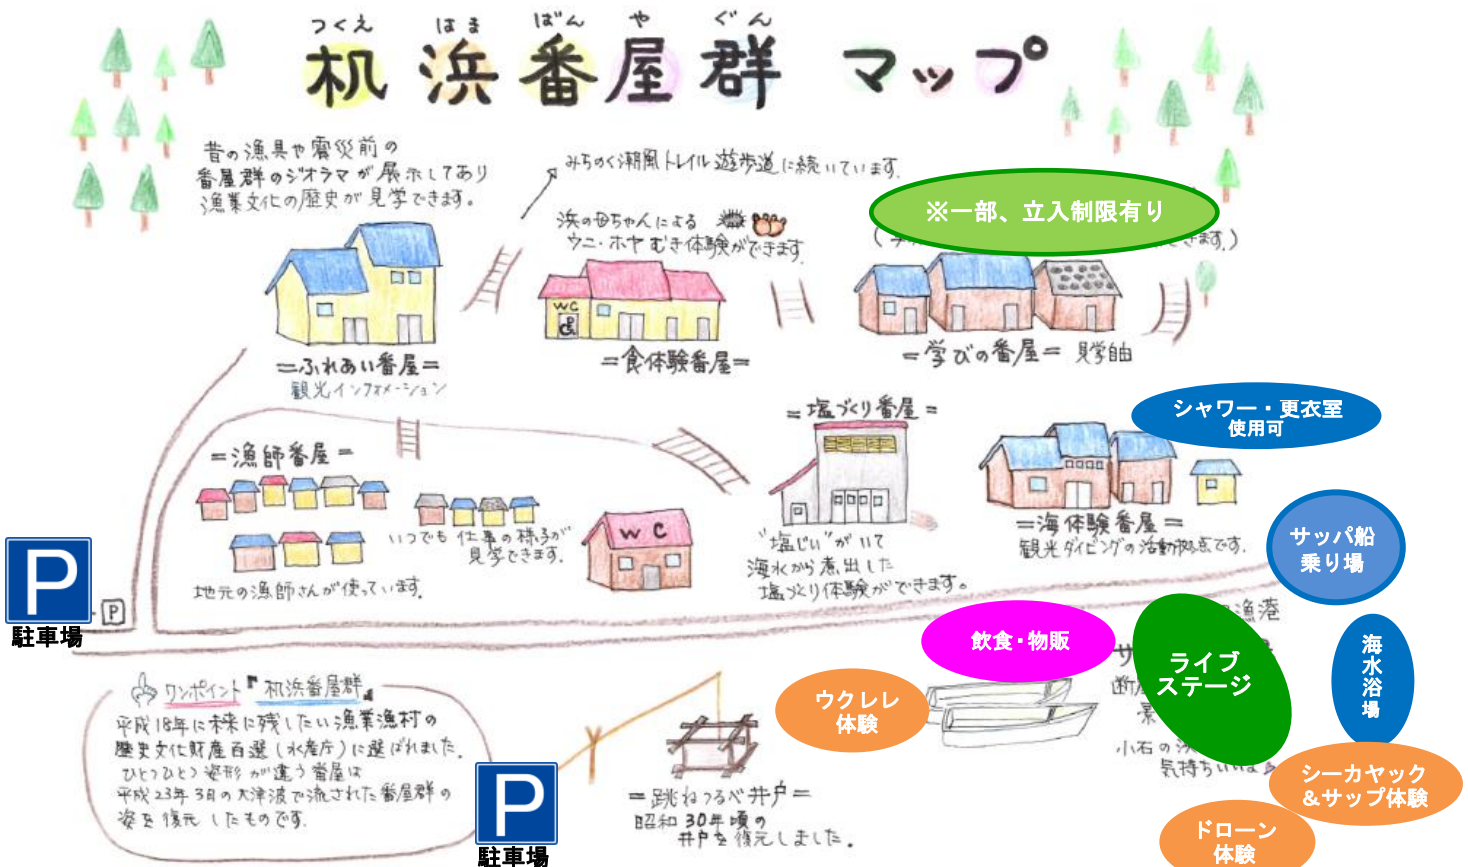 つくえ はま ばん や ぐん
机浜番屋群 マップ
昔の漁具や震災前の
番屋群のジオラマが展示してあり
漁業文化の歴史が見学できます。
みちのく潮風トレイル遊歩道に続いています。
浜の母ちゃんによる
ウニ・ホヤむき体験ができます
※一部、立入制限有り
きます。)
WC
=ふれあい番屋=
観光インフォメーション
=食体験番屋=
=学びの番屋= 見学自由
=塩づくり番屋=
シャワー・更衣室
使用可
=漁師番屋=
いつでも 仕事の様子が
見学できます。
地元の漁師さんが使っています。
WC
"塩じい"がいて
海水から煮出した
塩づくり体験ができます。
=海体験番屋=
観光ダイビングの活動拠点です。
サッパ船
乗り場
P
駐車場
P
漁港
飲食・物販
ライブ
ステージ
海水浴場
ウクレレ
体験
サ
断
小石の
気持ちいい
シーカヤック
&サップ体験
ドローン
体験
ワンポイント『机浜番屋群』
平成18年に未来に残したい漁業漁村の
歴史文化財産百選(水産庁)に選ばれました。
ひとつひとつ姿形が違う番屋は
平成23年3月の大津波で流された番屋群の
姿を復元したものです。
P
駐車場
=跳ねつるべ井戸=
昭和30年頃の
井戸を復元しました。